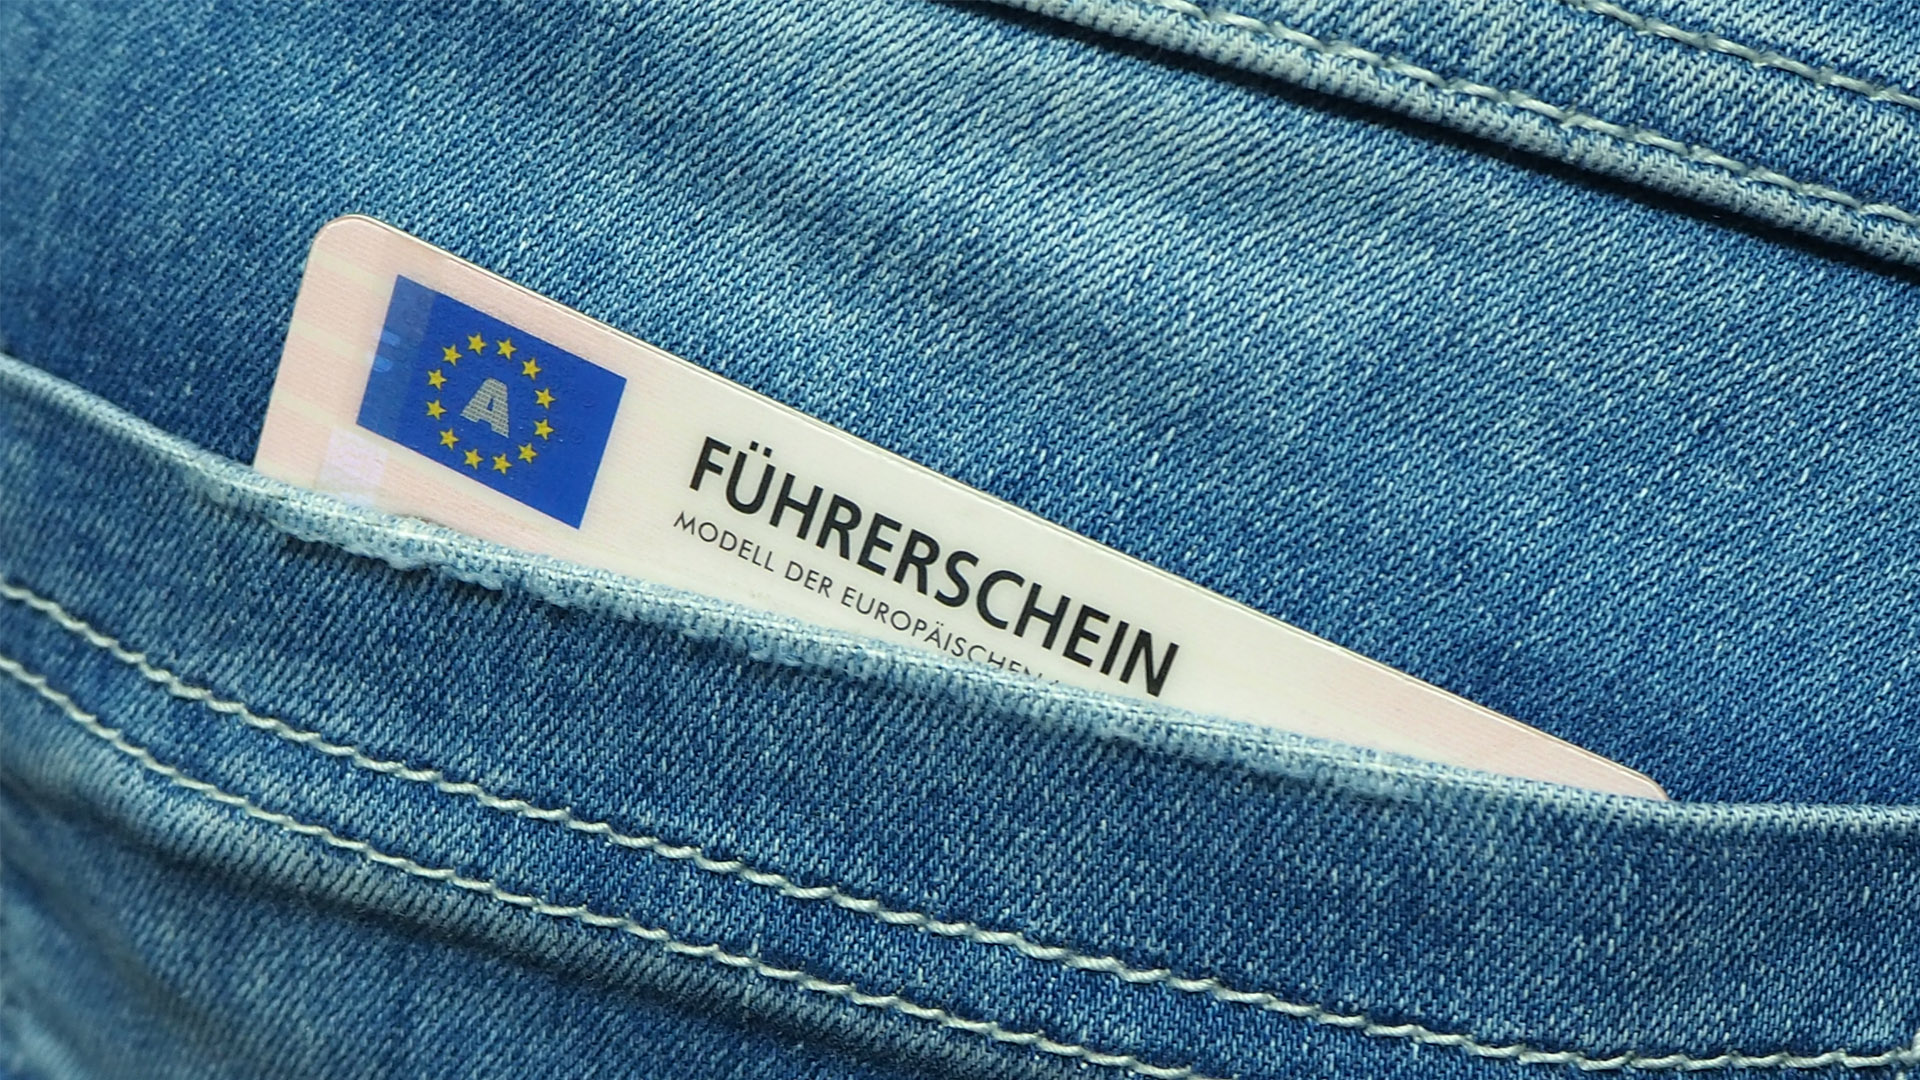 A
FÜHRERSCHEIN
MODELL DER EUROPÄISCHEN